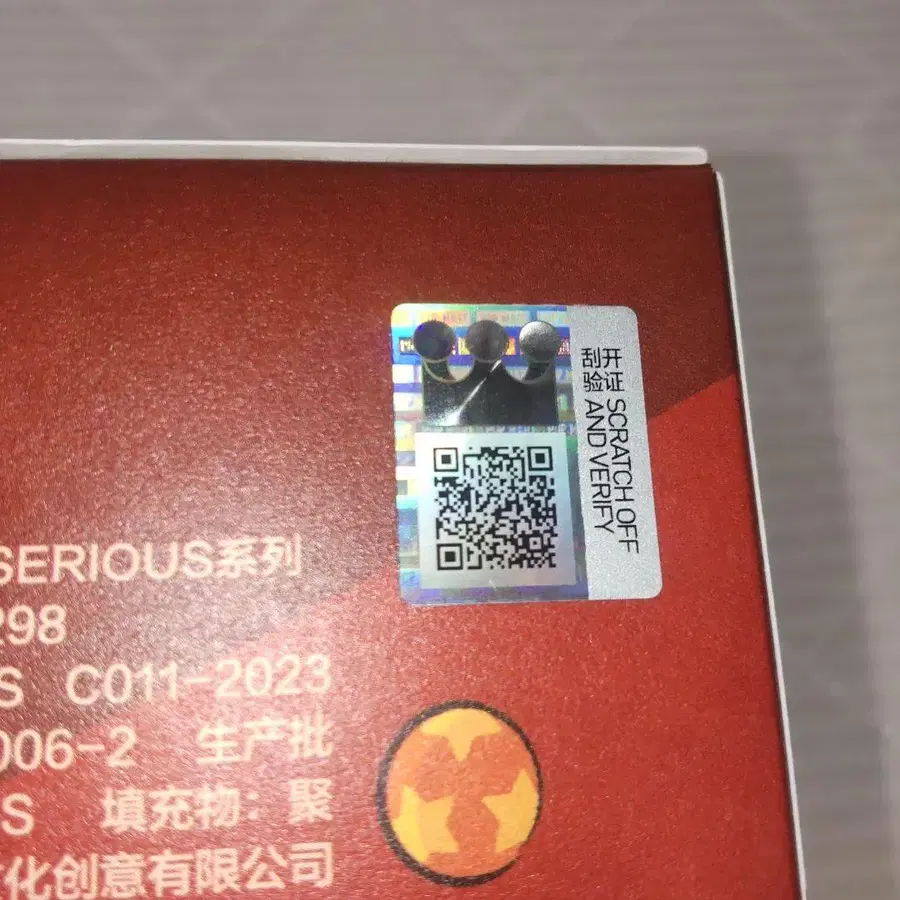 刮开 SCRATCH OFF
验证 AND VERIFY
SERIOUS系列
298
S C011-2023
006-2 生产批
S 填充物：聚
化创意有限公司